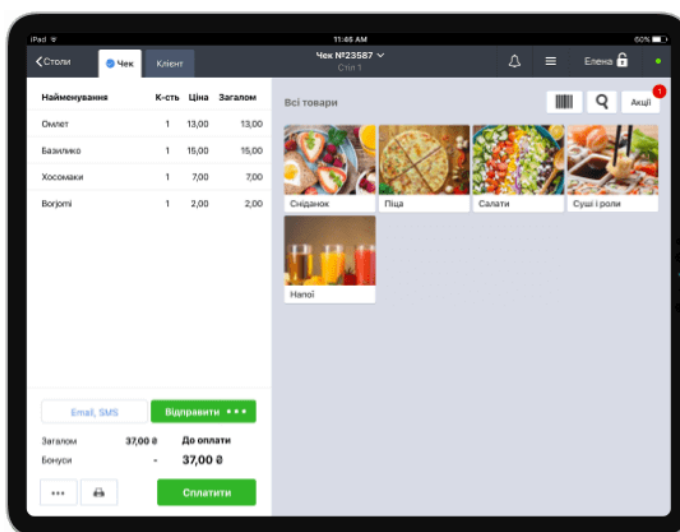 iPad
11:46 AM
60%
Столи
Чек
Клієнт
Чек №23587
Стіл 1
Елена
Найменування К-сть Ціна Загалом
Омлет 1 13,00 13,00
Базилико 1 15,00 15,00
Хосомаки 1 7,00 7,00
Borjomi 1 2,00 2,00
Email, SMS
Відправити
Загалом 37,00 ₴
До оплати
Бонуси -
37,00 ₴
Сплатити
Всі товари
Акції
1
Сніданок
Піца
Салати
Суші і роли
Напої